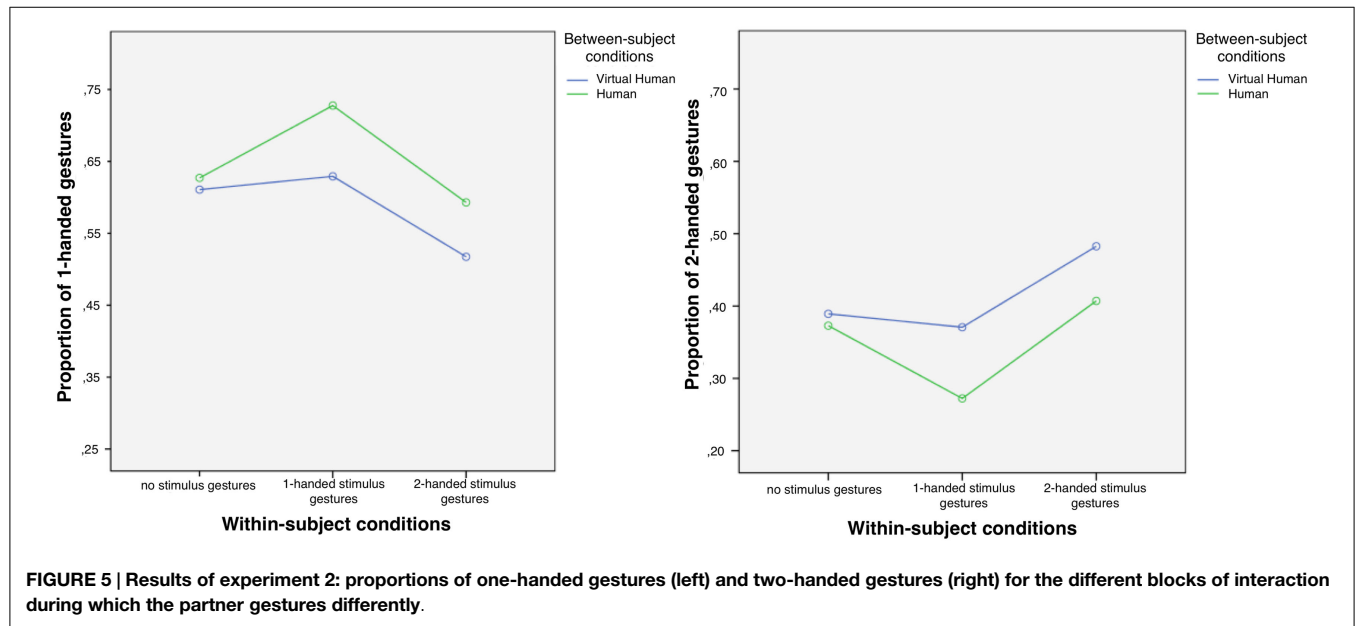 Between-subject
conditions
Virtual Human
Human
Proportion of 1-handed gestures
,75
,65
,55
,45
,35
,25
no stimulus gestures
1-handed stimulus
gestures
2-handed stimulus
gestures
Within-subject conditions
Between-subject
conditions
Virtual Human
Human
Proportion of 2-handed gestures
,70
,60
,50
,40
,30
,20
no stimulus gestures
1-handed stimulus
gestures
2-handed stimulus
gestures
Within-subject conditions
FIGURE 5 | Results of experiment 2: proportions of one-handed gestures (left) and two-handed gestures (right) for the different blocks of interaction
during which the partner gestures differently.